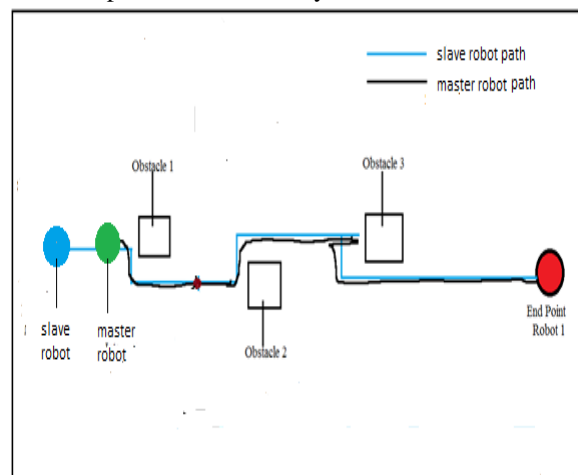 slave robot path
master robot path
Obstacle 1
Obstacle 3
slave
robot
master
robot
Obstacle 2
End Point
Robot 1